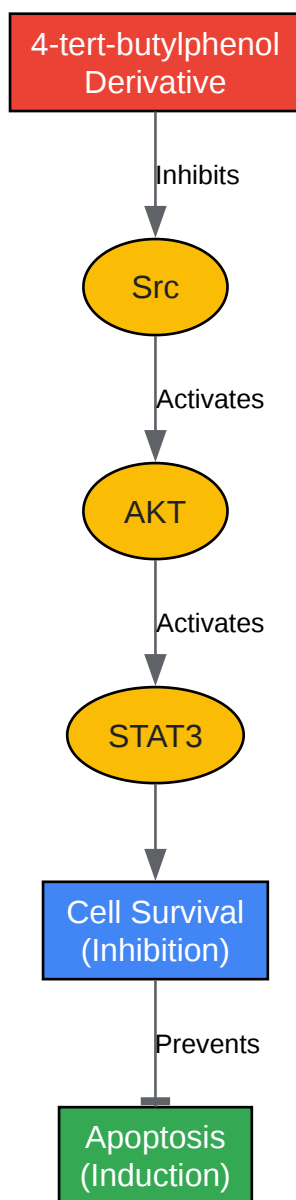 4-tert-butylphenol
Derivative
Inhibits
Src
Activates
AKT
Activates
STAT3
Cell Survival
(Inhibition)
Prevents
Apoptosis
(Induction)